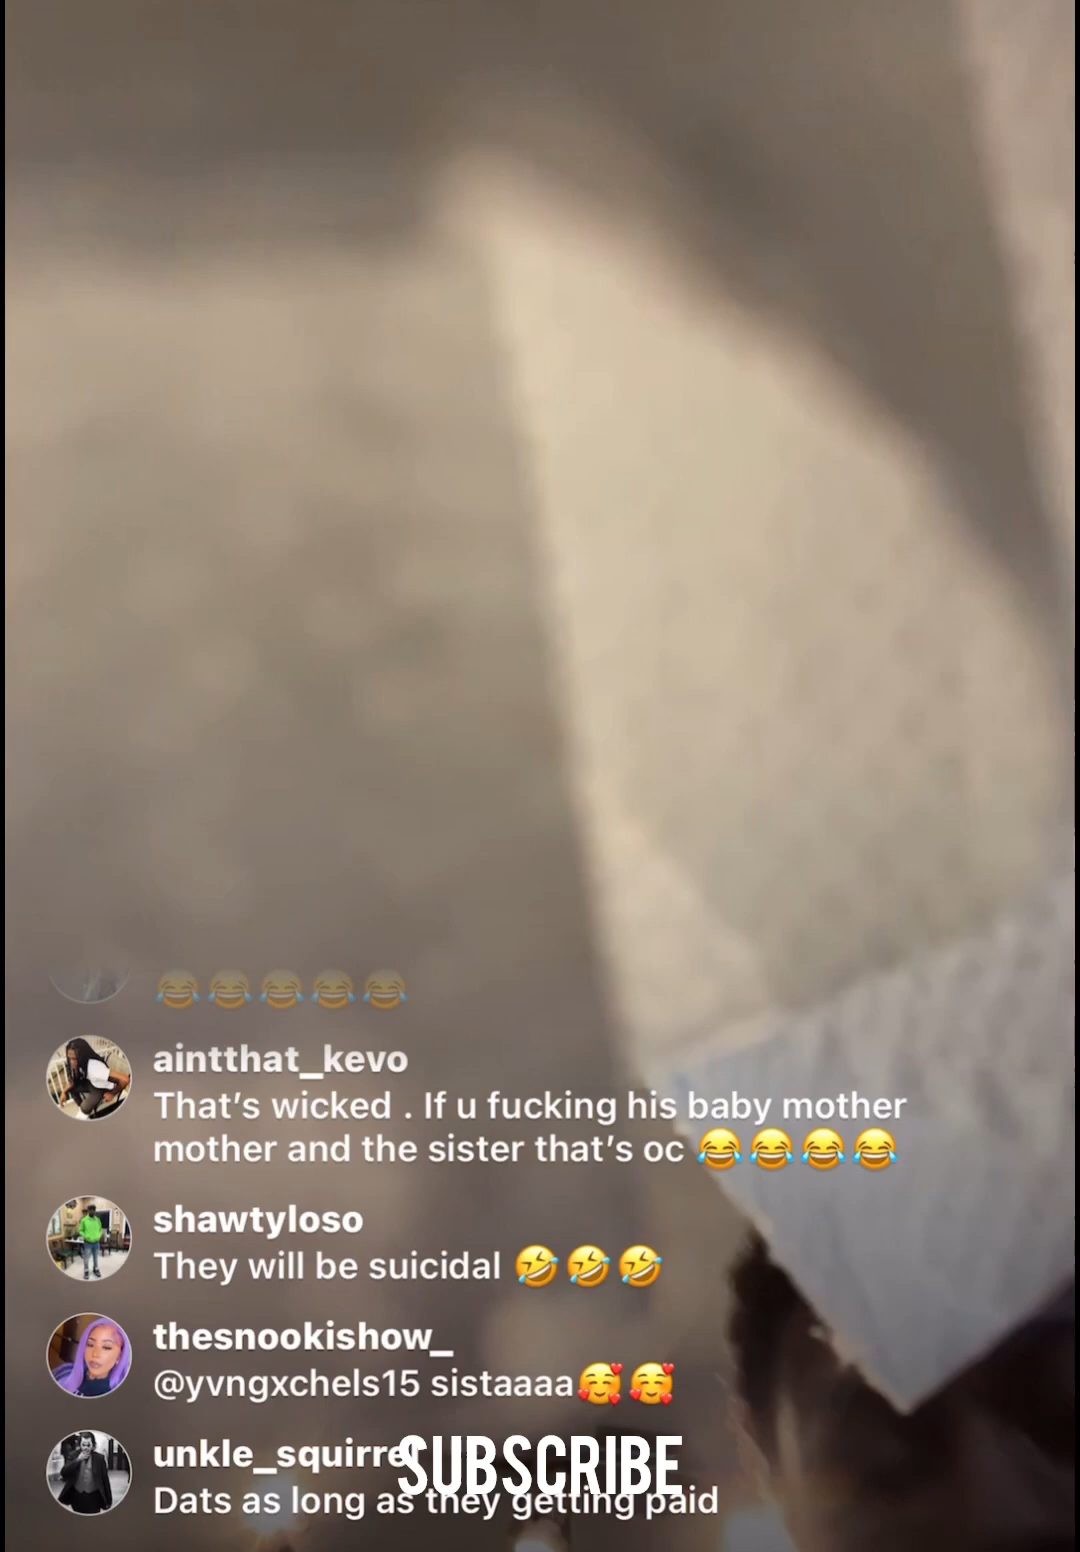 😂😂😂😂😂
aintthat_kevo
That’s wicked . If u fucking his baby mother
mother and the sister that’s oc 😂😂😂😂
shawtyloso
They will be suicidal 🤣🤣🤣
thesnookishow_
@yvngxchels15 sistaaaa🥰🥰
unkle_squirrel
SUBSCRIBE
Dats as long as they getting paid